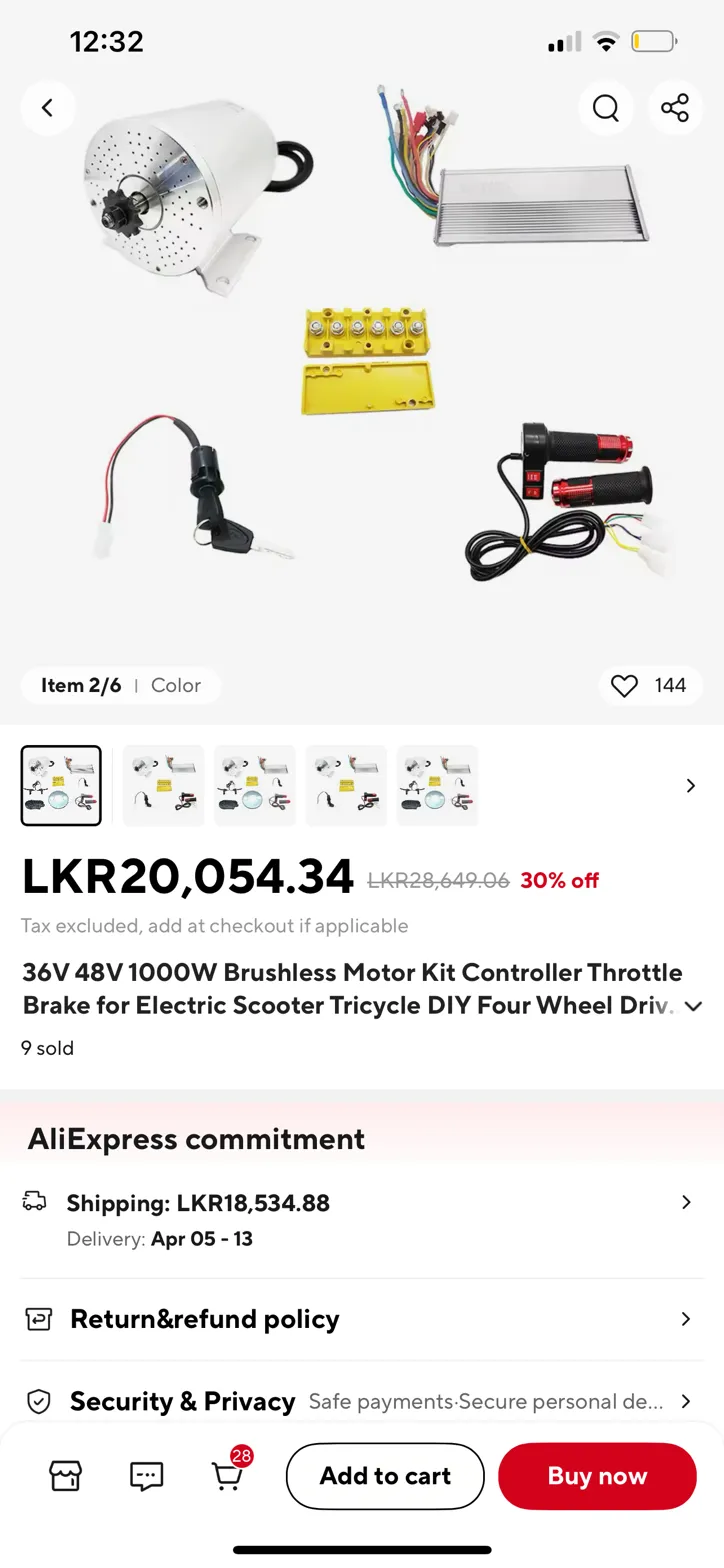 12:32
Item 2/6 | Color
144
LKR20,054.34 LKR28,649.06 30% off
Tax excluded, add at checkout if applicable
36V 48V 1000W Brushless Motor Kit Controller Throttle
Brake for Electric Scooter Tricycle DIY Four Wheel Driv.
9 sold
AliExpress commitment
Shipping: LKR18,534.88
Delivery: Apr 05 - 13
Return&refund policy
Security & Privacy Safe payments·Secure personal de...
28
Add to cart
Buy now